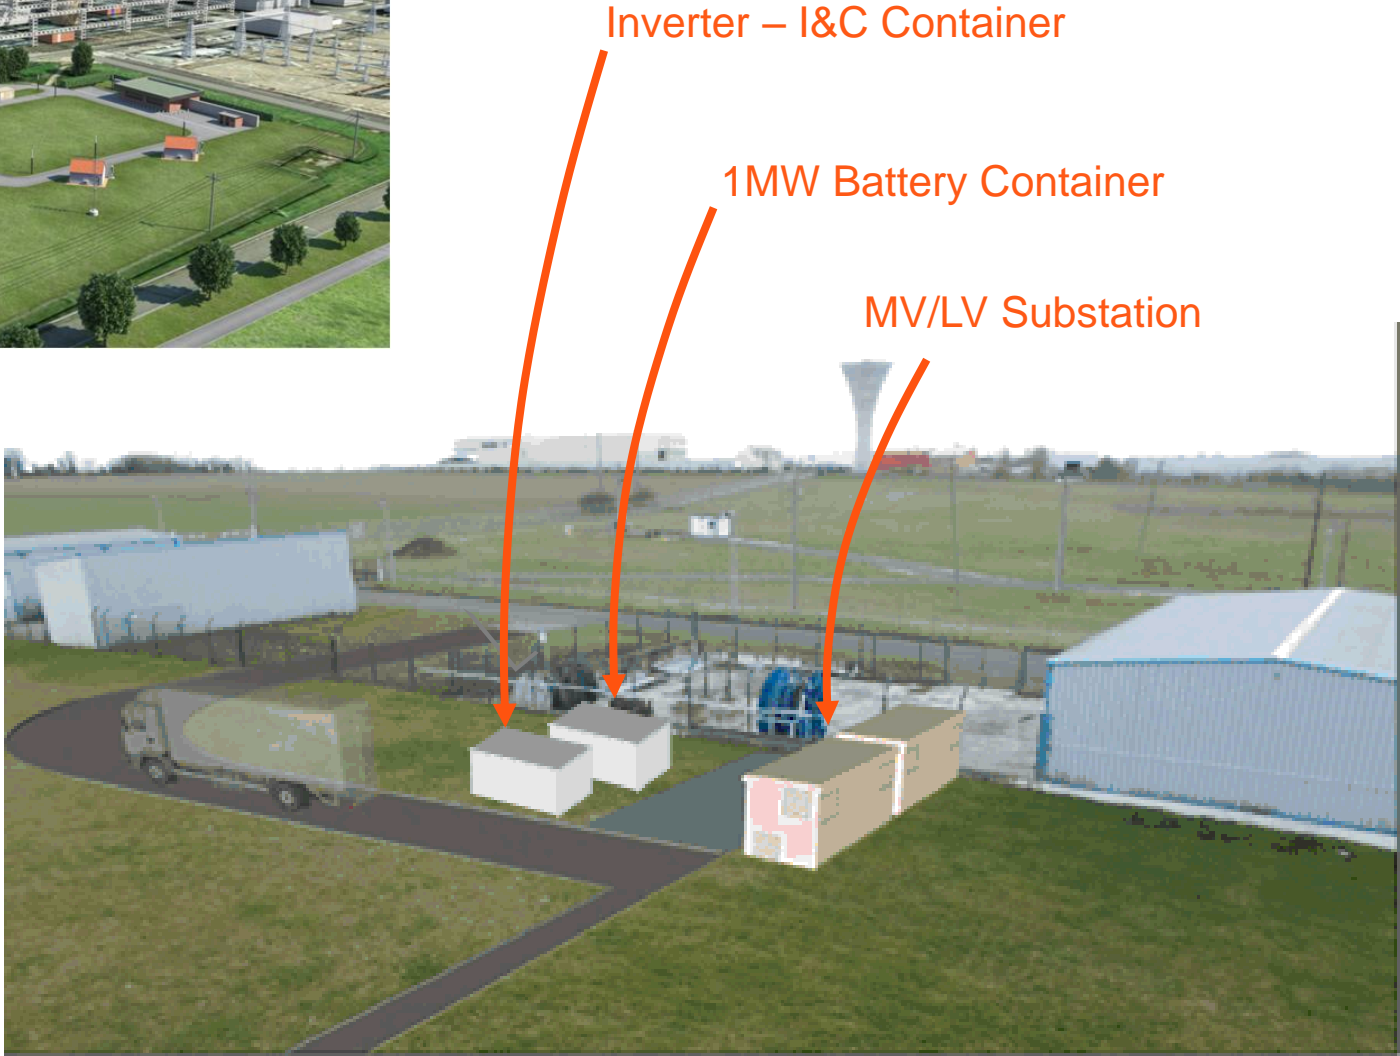 Inverter – I&C Container
1MW Battery Container
MV/LV Substation